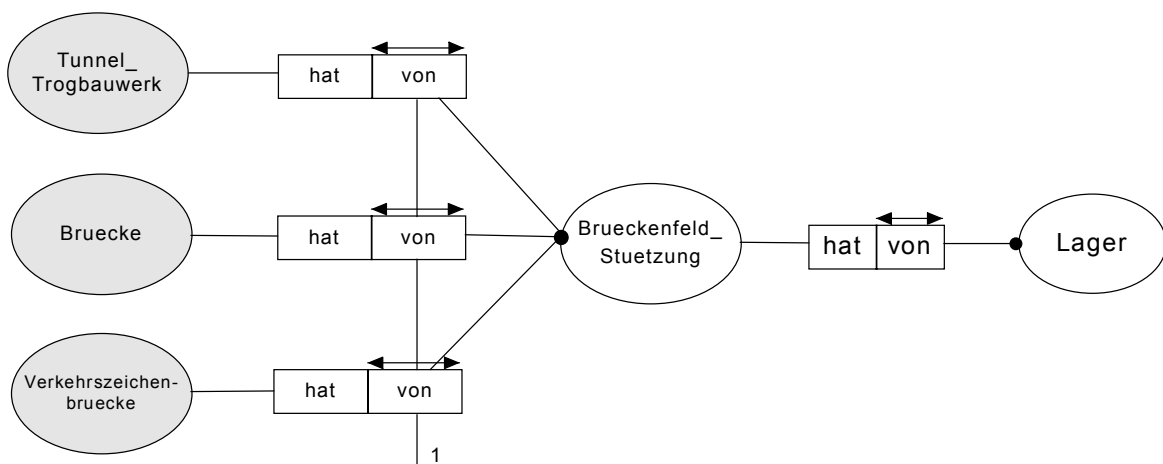 Tunnel_
Trogbauwerk
hat
von
Bruecke
hat
von
Verkehrszeichen-
bruecke
hat
von
1
Brueckenfeld_
Stuetzung
hat
von
Lager